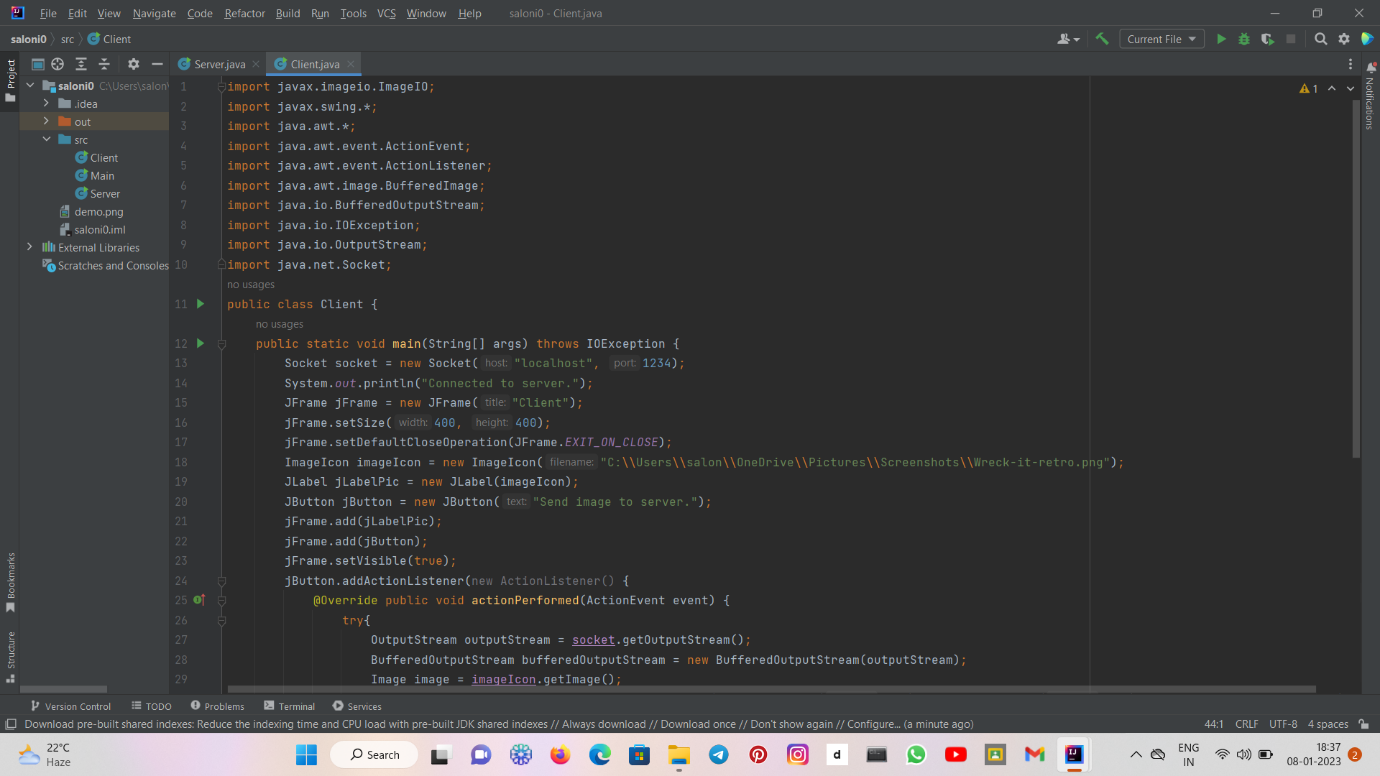 File Edit View Navigate Code Refactor Build Run Tools VCS Window Help saloni0 - Client.java
saloni0 src Client Current File
Project
Server.java
Client.java
saloni0 C:\Users\salon\
.idea
out
src
Client
Main
Server
demo.png
saloni0.iml
External Libraries
Scratches and Consoles
1 import javax.imageio.ImageIO;
2 import javax.swing.*;
3 import java.awt.*;
4 import java.awt.event.ActionEvent;
5 import java.awt.event.ActionListener;
6 import java.awt.image.BufferedImage;
7 import java.io.BufferedOutputStream;
8 import java.io.IOException;
9 import java.io.OutputStream;
10 import java.net.Socket;
no usages
11 public class Client {
no usages
12 public static void main(String[] args) throws IOException {
13 Socket socket = new Socket( host: "localhost", port: 1234);
14 System.out.println("Connected to server.");
15 JFrame jFrame = new JFrame( title: "Client");
16 jFrame.setSize( width: 400, height: 400);
17 jFrame.setDefaultCloseOperation(JFrame.EXIT_ON_CLOSE);
18 ImageIcon imageIcon = new ImageIcon( filename: "C:\\Users\\salon\\OneDrive\\Pictures\\Screenshots\\Wreck-it-retro.png");
19 JLabel jLabelPic = new JLabel(imageIcon);
20 JButton jButton = new JButton( text: "Send image to server.");
21 jFrame.add(jLabelPic);
22 jFrame.add(jButton);
23 jFrame.setVisible(true);
24 jButton.addActionListener(new ActionListener() {
25 @Override public void actionPerformed(ActionEvent event) {
26 try{
27 OutputStream outputStream = socket.getOutputStream();
28 BufferedOutputStream bufferedOutputStream = new BufferedOutputStream(outputStream);
29 Image image = imageIcon.getImage();
1
Notifications
Bookmarks
Structure
Version Control TODO Problems Terminal Services
Download pre-built shared indexes: Reduce the indexing time and CPU load with pre-built JDK shared indexes // Always download // Download once // Don't show again // Configure... (a minute ago) 44:1 CRLF UTF-8 4 spaces
22°C
Haze
Search
d
ENG
IN
18:37
08-01-2023
2